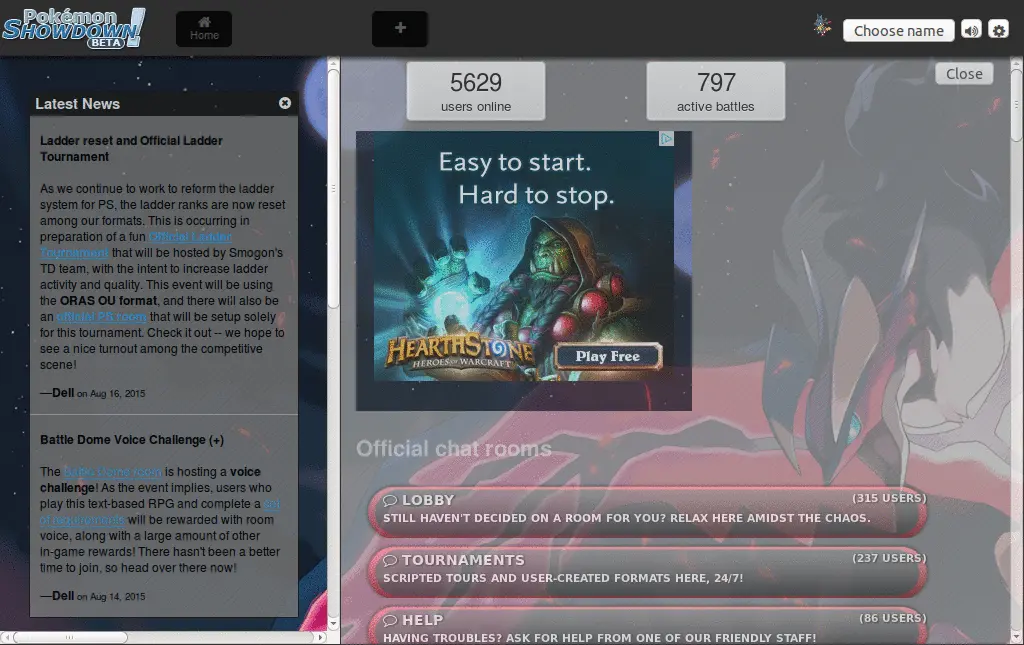 Pokémon
SHOWDOWN!
BETA
Home
+
Choose name
Latest News
Ladder reset and Official Ladder
Tournament
As we continue to work to reform the ladder
system for PS, the ladder ranks are now reset
among our formats. This is occurring in
preparation of a fun Official Ladder
Tournament that will be hosted by Smogon's
TD team, with the intent to increase ladder
activity and quality. This event will be using
the ORAS OU format, and there will also be
an official PS room that will be setup solely
for this tournament. Check it out -- we hope to
see a nice turnout among the competitive
scene!
—Dell on Aug 16, 2015
Battle Dome Voice Challenge (+)
The Battle Dome room is hosting a voice
challenge! As the event implies, users who
play this text-based RPG and complete a set
of requirements will be rewarded with room
voice, along with a large amount of other
in-game rewards! There hasn't been a better
time to join, so head over there now!
—Dell on Aug 14, 2015
5629
users online
797
active battles
Close
Easy to start.
Hard to stop.
HEARTHSTONE
HEROES OF WARCRAFT
Play Free
Official chat rooms
LOBBY
(315 USERS)
STILL HAVEN'T DECIDED ON A ROOM FOR YOU? RELAX HERE AMIDST THE CHAOS.
TOURNAMENTS
(237 USERS)
SCRIPTED TOURS AND USER-CREATED FORMATS HERE, 24/7!
HELP
(86 USERS)
HAVING TROUBLES? ASK FOR HELP FROM ONE OF OUR FRIENDLY STAFF!